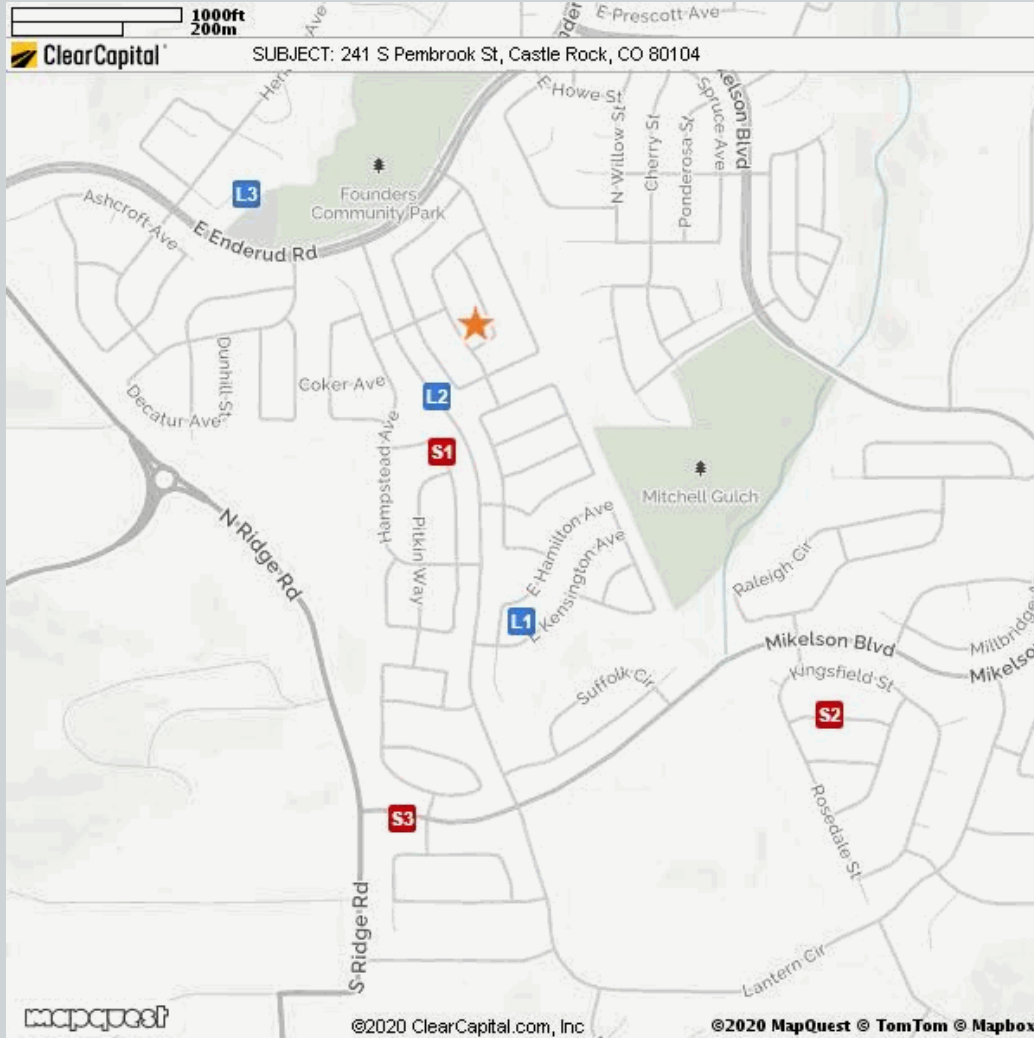 1000ft
200m
E Prescott Ave
ClearCapital
SUBJECT: 241 S Pembrook St, Castle Rock, CO 80104
E Howe St
Spruce Ave
kelson Blvd
N Willow St
Cherry St
Ponderosa St
L3
Founders
Community Park
Ashcroft Ave
E Enderud Rd
Dunhill St
Coker Ave
L2
Decatur Ave
Hampstead Ave
S1
Mitchell Gulch
N Ridge Rd
Pitkin Way
E Hamilton Ave
E Kensington Ave
Raleigh Cir
L1
Mikelson Blvd
Millbridge
Mikelso
Suffolk Cir
Kingsfield St
S2
Rosedale St
S3
S Ridge Rd
Lantern Cir
mapquest
©2020 ClearCapital.com, Inc
©2020 MapQuest © TomTom © Mapbox